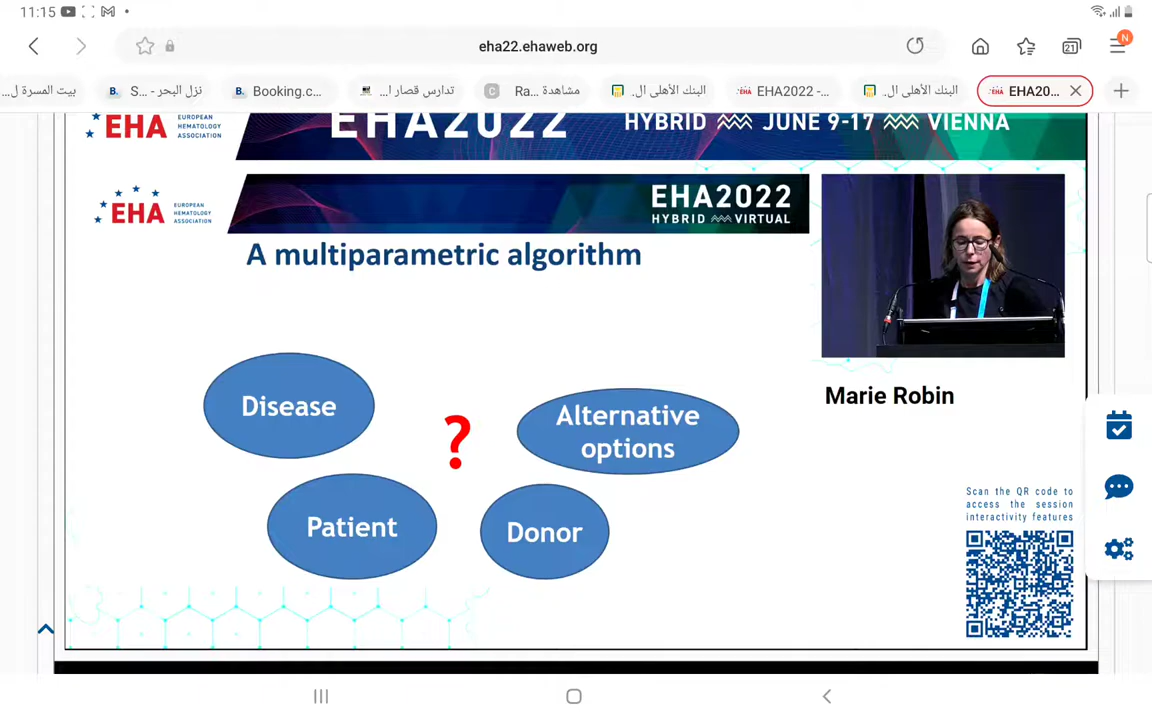 11:15
eha22.ehaweb.org
21
N
بيت المسرة ل...
B. S... - نزل البحر
B. Booking.c...
تدارس قصار ا...
C Ra... مشاهدة
البنك الأهلي ال..
EHA2022 -...
البنك الأهلي ال..
EHA20...
EHA EUROPEAN HEMATOLOGY ASSOCIATION
EHA2022
HYBRID JUNE 9-17 VIENNA
EHA EUROPEAN HEMATOLOGY ASSOCIATION
EHA2022
HYBRID VIRTUAL
A multiparametric algorithm
Disease
?
Alternative
options
Patient
Donor
Marie Robin
Scan the QR code to
access the session
interactivity features